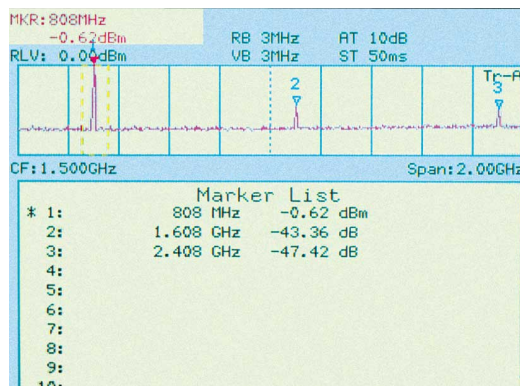 MKR:808MHz
-0.62dBm RB 3MHz AT 10dB
RLV: 0.00dBm VB 3MHz ST 50ms
Tr-A
2 3
CF:1.500GHz Span:2.00GHz
Marker List
* 1: 808 MHz -0.62 dBm
2: 1.608 GHz -43.36 dB
3: 2.408 GHz -47.42 dB
4:
5:
6:
7:
8:
9:
10: